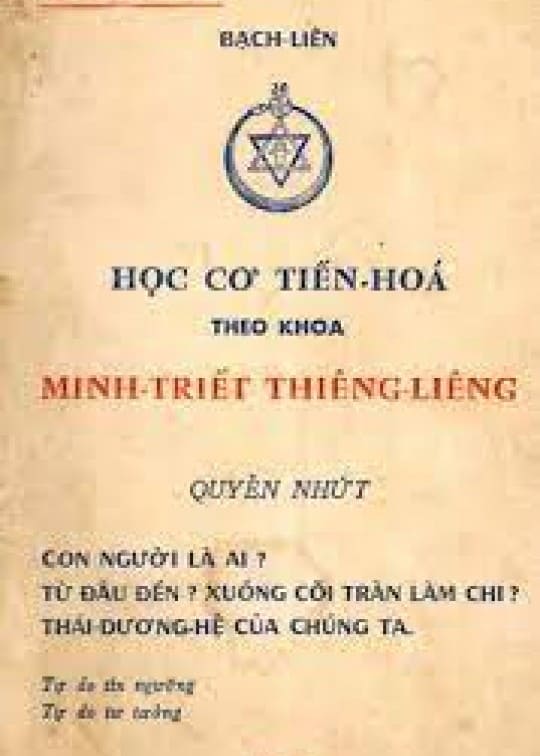 BẠCH-LIÊN
HỌC CƠ TIẾN-HOÁ
THEO KHOA
MINH-TRIẾT THIÊNG-LIÊNG
QUYỂN NHỨT
CON NGƯỜI LÀ AI ?
TỪ ĐÂU ĐẾN ? XUỐNG CÕI TRẦN LÀM CHI ?
THÁI-DƯƠNG-HỆ CỦA CHÚNG TA.
Tự do tín ngưỡng
Tự do tư tưởng